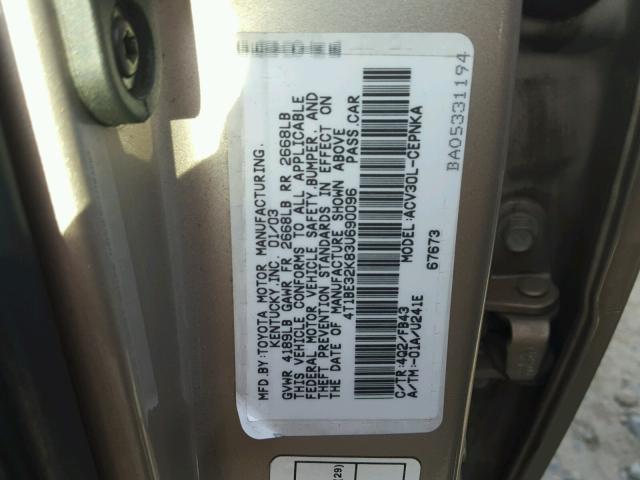 MFD.BY:TOYOTA MOTOR MANUFACTURING.
KENTUCKY,INC. 01/03
GVWR 4189LB GAWR FR 2668LB RR 2668LB
THIS VEHICLE CONFORMS TO ALL APPLICABLE
FEDERAL MOTOR VEHICLE SAFETY,BUMPER, AND
THEFT PREVENTION STANDARDS IN EFFECT ON
THE DATE OF MANUFACTURE SHOWN ABOVE
4T1BE32K83U690096 PASS.CAR
C/TR:4Q2/FB43 MODEL:ACV30L-CEPNKA
A/TM:-01A/U241E 67673
BA05331194
(29)